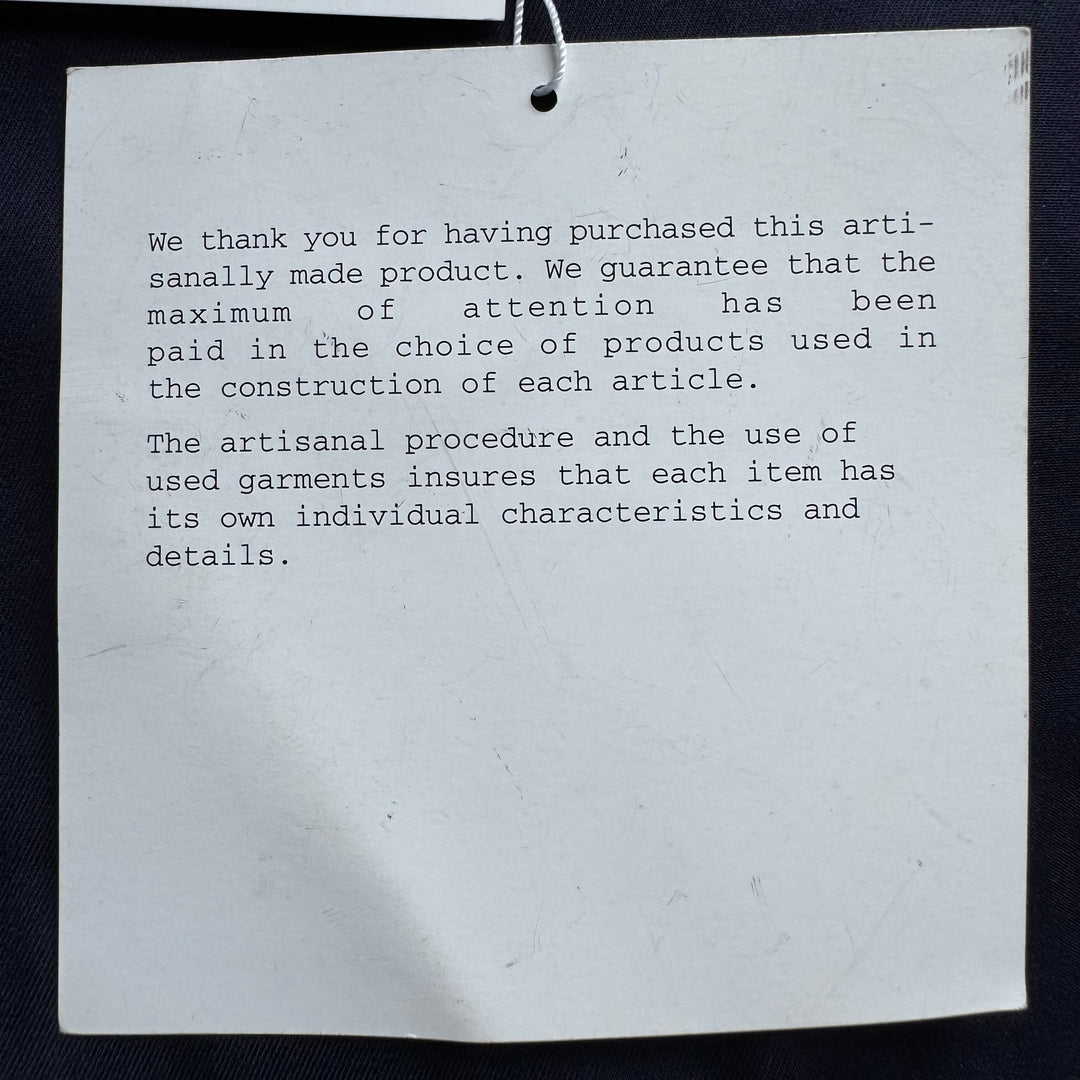 We thank you for having purchased this arti-
sanally made product. We guarantee that the
maximum of attention has been
paid in the choice of products used in
the construction of each article.
The artisanal procedure and the use of
used garments insures that each item has
its own individual characteristics and
details.